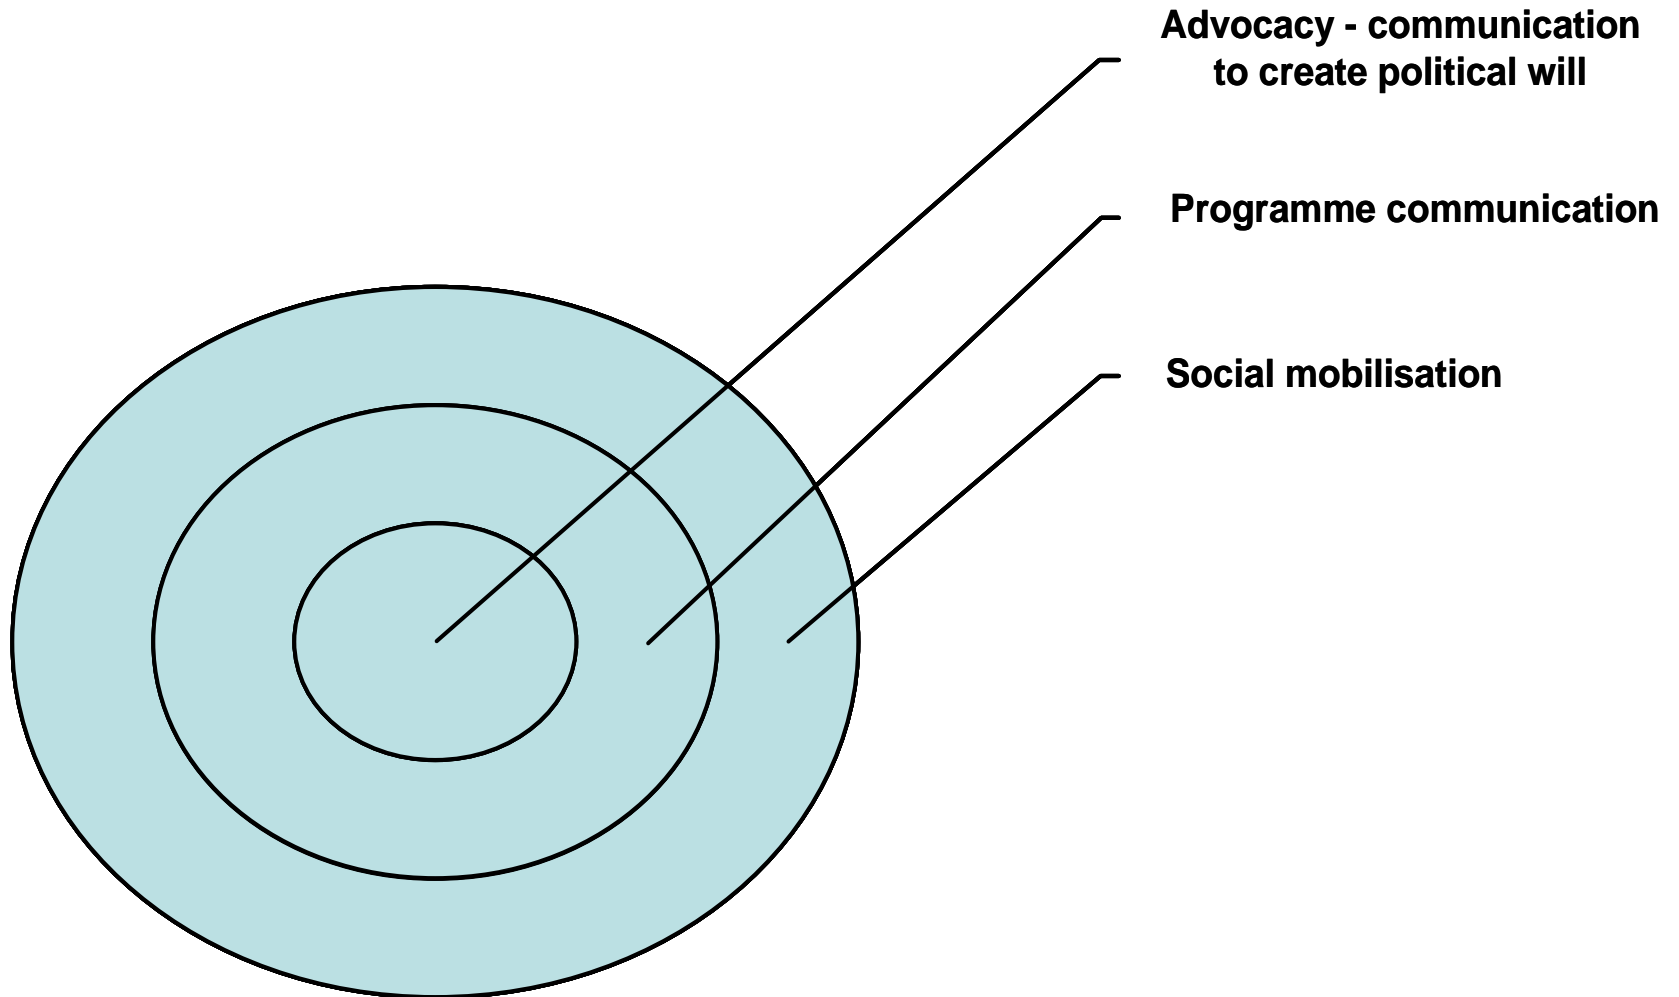 Advocacy - communication
to create political will
Programme communication
Social mobilisation